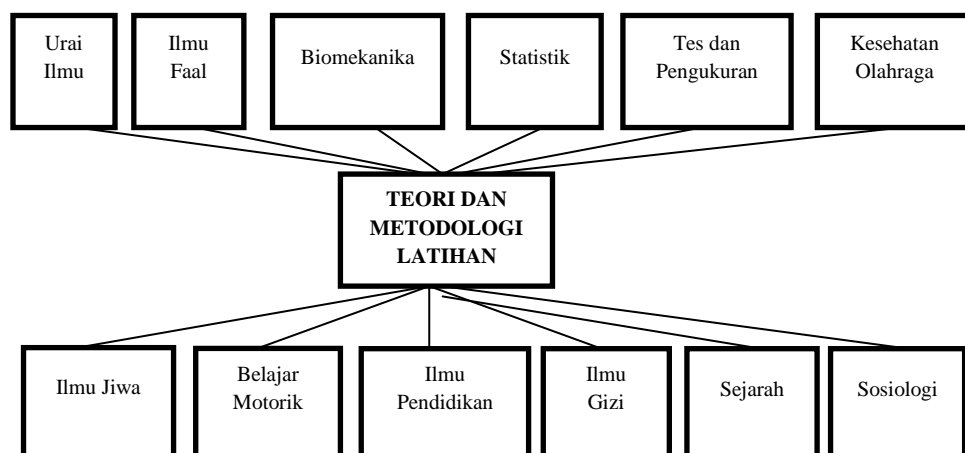 Urai
Ilmu
Ilmu
Faal
Biomekanika
Statistik
Tes dan
Pengukuran
Kesehatan
Olahraga
TEORI DAN
METODOLOGI
LATIHAN
Ilmu Jiwa
Belajar
Motorik
Ilmu
Pendidikan
Ilmu
Gizi
Sejarah
Sosiologi